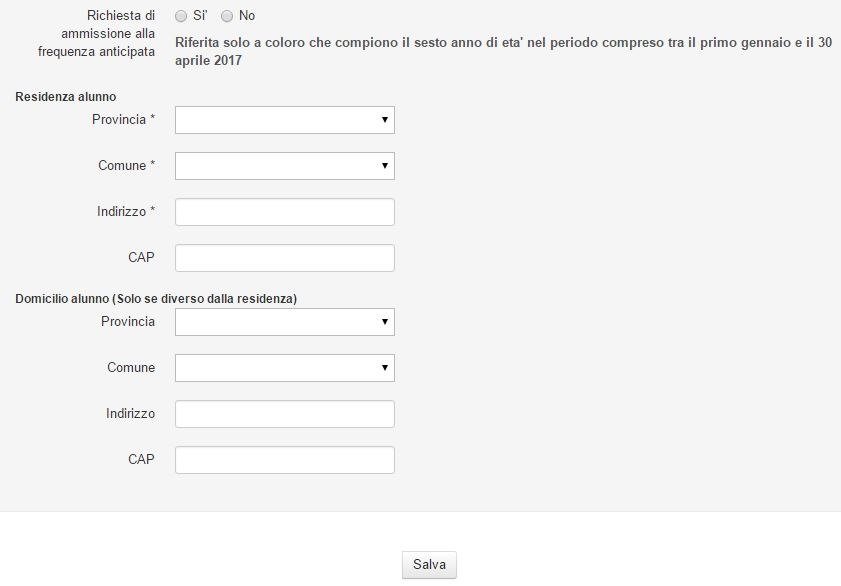 Richiesta di
ammissione alla
frequenza anticipata
Si' No
Riferita solo a coloro che compiono il sesto anno di eta' nel periodo compreso tra il primo gennaio e il 30
aprile 2017
Residenza alunno
Provincia *
Comune *
Indirizzo *
CAP
Domicilio alunno (Solo se diverso dalla residenza)
Provincia
Comune
Indirizzo
CAP
Salva